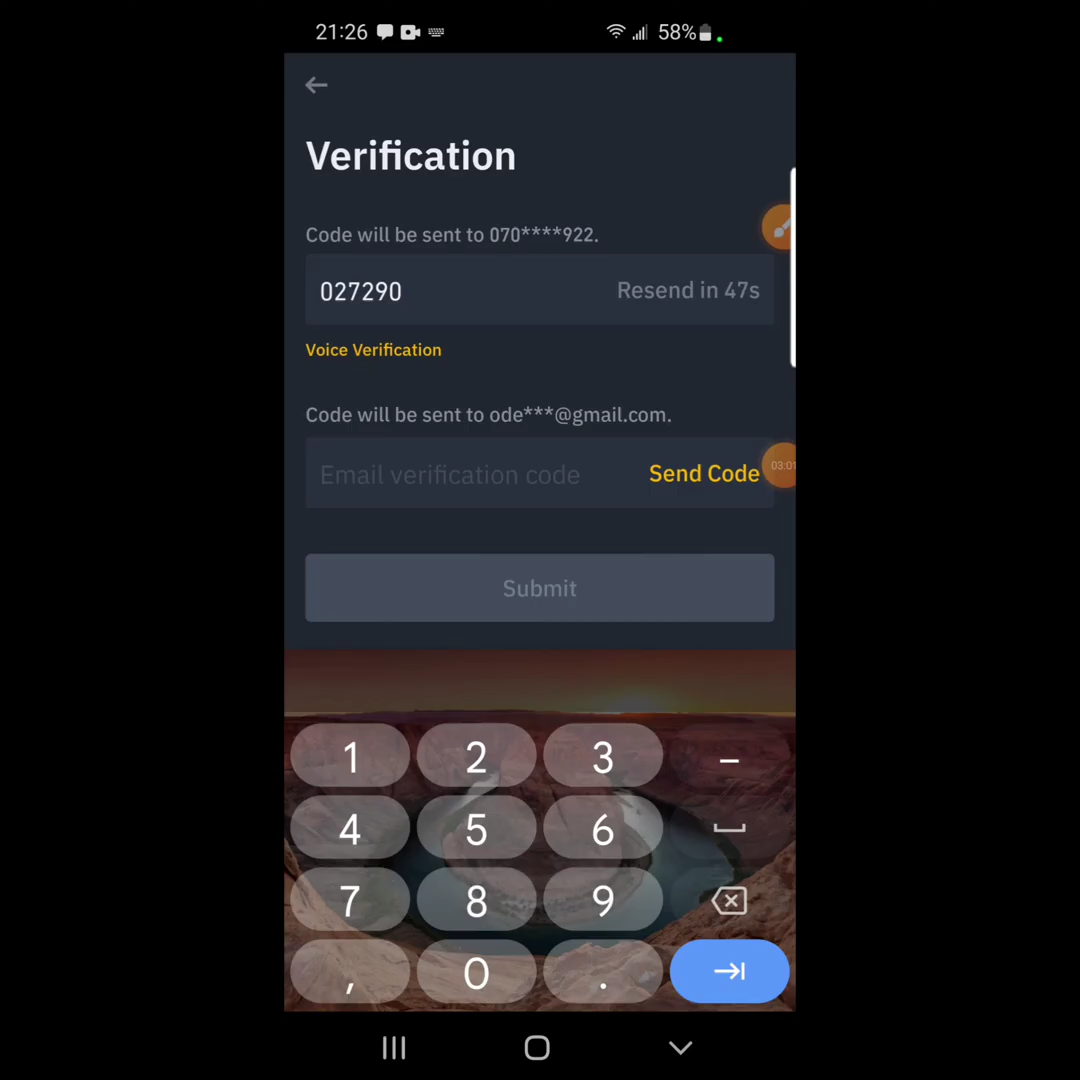 21:26 58%
Verification
Code will be sent to 070****922.
027290 Resend in 47s
Voice Verification
Code will be sent to ode***@gmail.com.
Email verification code Send Code
03:01
Submit
1 2 3 –
4 5 6
7 8 9
, 0 .